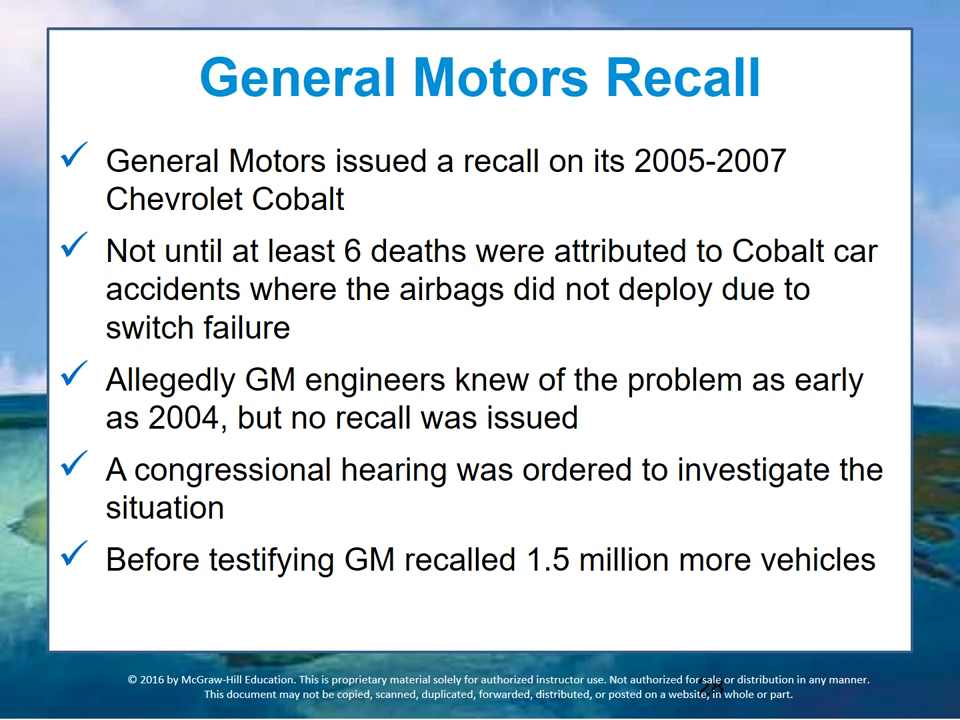 General Motors Recall
✓ General Motors issued a recall on its 2005-2007
Chevrolet Cobalt
✓ Not until at least 6 deaths were attributed to Cobalt car
accidents where the airbags did not deploy due to
switch failure
✓ Allegedly GM engineers knew of the problem as early
as 2004, but no recall was issued
✓ A congressional hearing was ordered to investigate the
situation
✓ Before testifying GM recalled 1.5 million more vehicles
© 2016 by McGraw-Hill Education. This is proprietary material solely for authorized instructor use. Not authorized for sale or distribution in any manner.
This document may not be copied, scanned, duplicated, forwarded, distributed, or posted on a website, in whole or part.